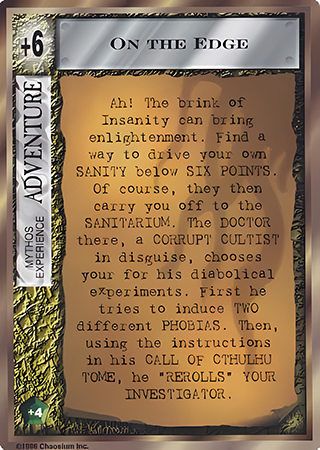 +6
ON THE EDGE
MYTHOS
EXPERIENCE
ADVENTURE
Ah! The brink of
Insanity can bring
enlightenment. Find a
way to drive your own
SANITY below SIX POINTS.
Of course, they then
carry you off to the
SANITARIUM. The DOCTOR
there, a CORRUPT CULTIST
in disguise, chooses
your for his diabolical
experiments. First he
tries to induce TWO
different PHOBIAS. Then,
using the instructions
in his CALL OF CTHULHU
TOME, he "REROLLS" YOUR
INVESTIGATOR.
+4
©1996 Chaosium Inc.